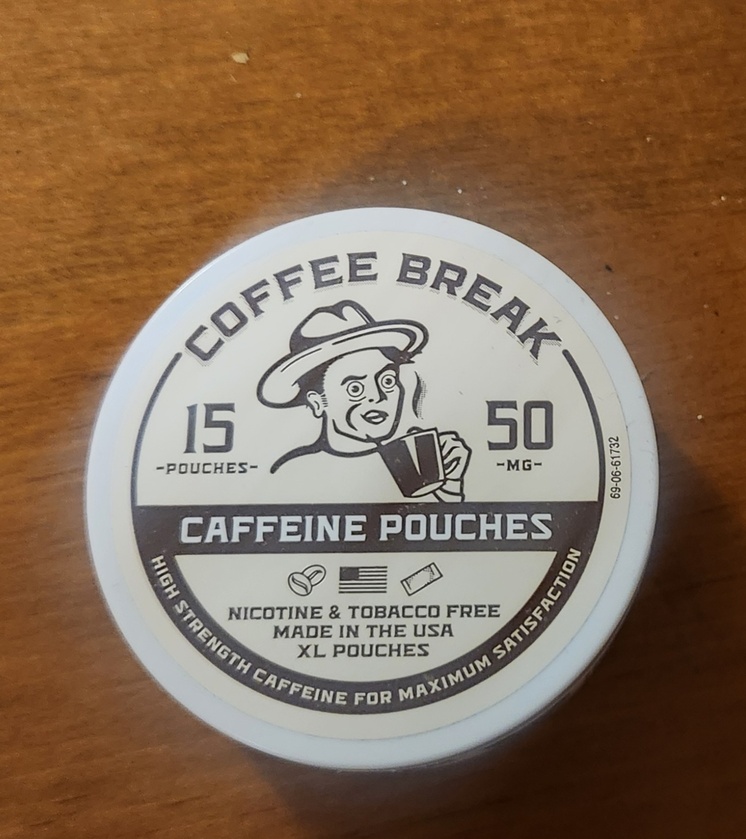 COFFEE BREAK
15
-POUCHES-
50
-MG-
69-06-61732
CAFFEINE POUCHES
NICOTINE & TOBACCO FREE
MADE IN THE USA
XL POUCHES
HIGH STRENGTH CAFFEINE FOR MAXIMUM SATISFACTION